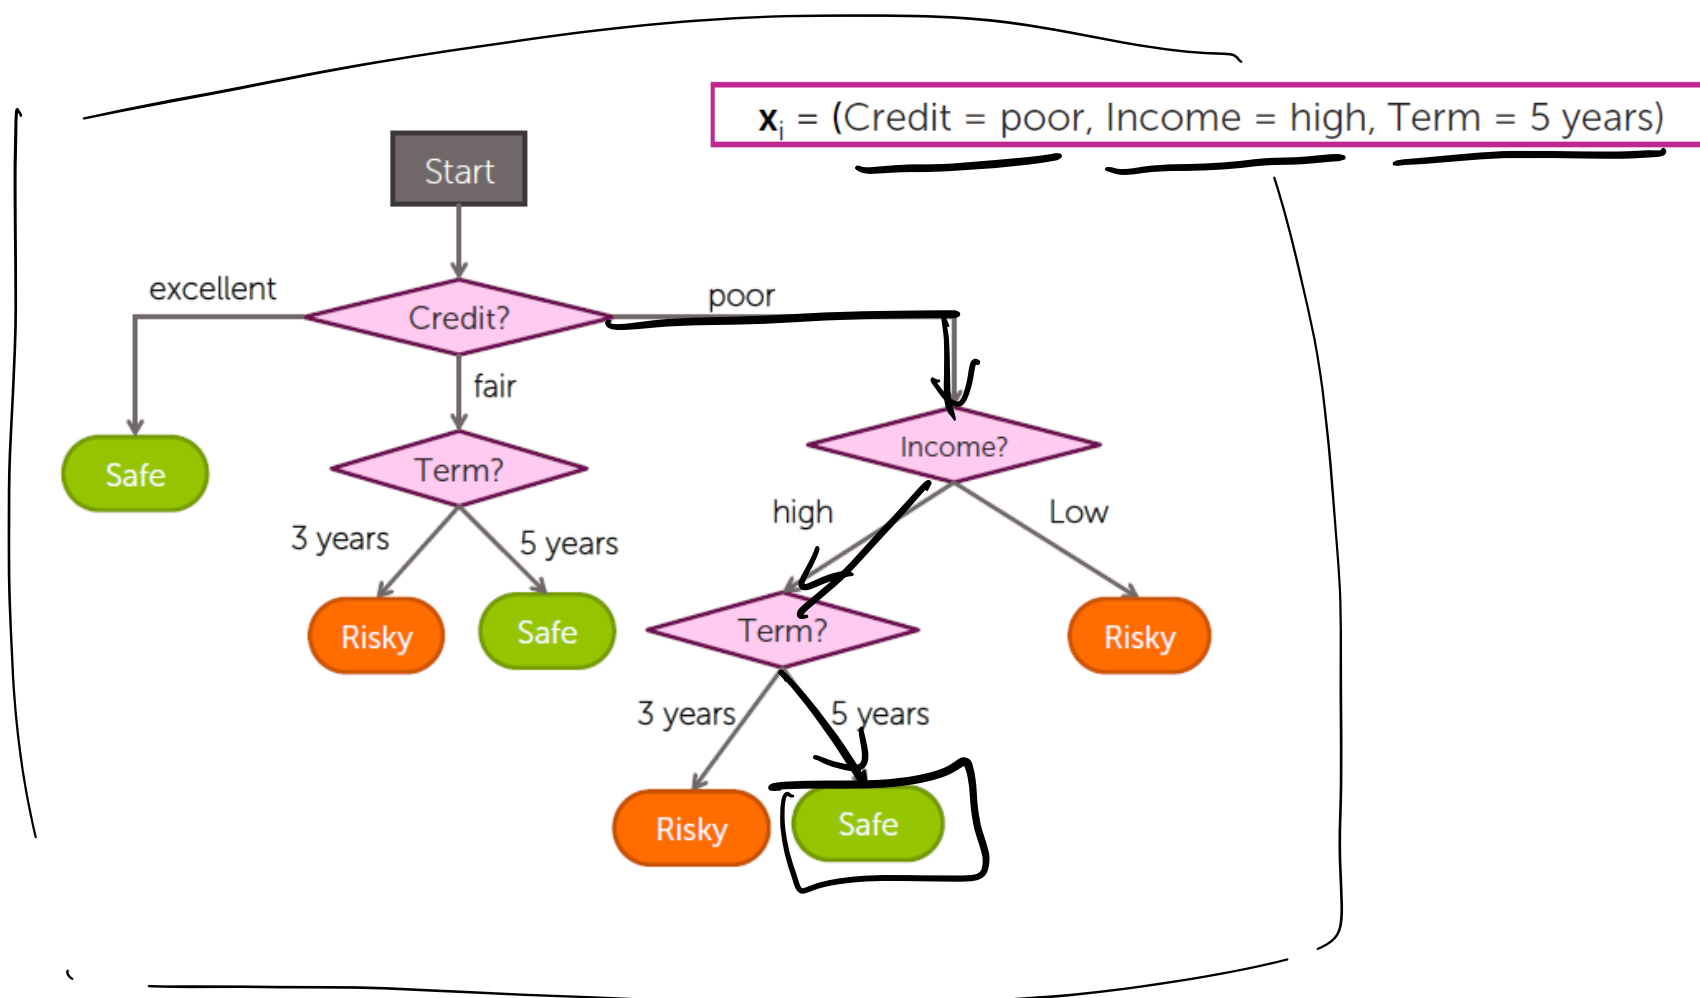 xᵢ = (Credit = poor, Income = high, Term = 5 years)
Start
excellent
Credit?
poor
fair
Safe
Term?
Income?
3 years
5 years
high
Low
Risky
Safe
Term?
Risky
3 years
5 years
Risky
Safe